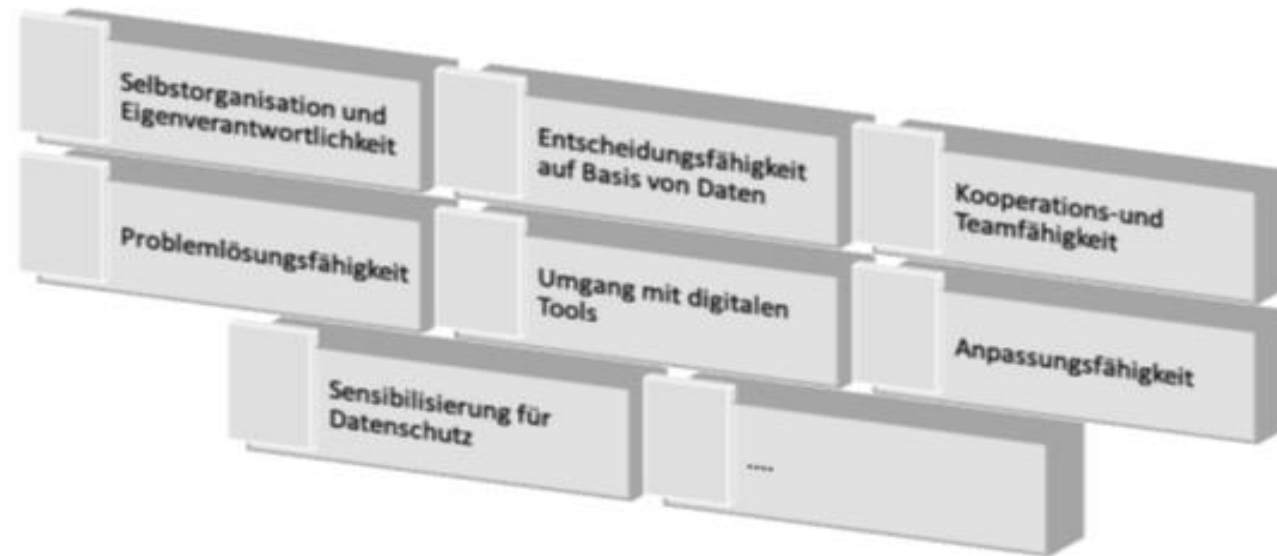 Selbstorganisation und
Eigenverantwortlichkeit
Entscheidungsfähigkeit
auf Basis von Daten
Kooperations-und
Teamfähigkeit
Problemlösungsfähigkeit
Umgang mit digitalen
Tools
Anpassungsfähigkeit
Sensibilisierung für
Datenschutz
....